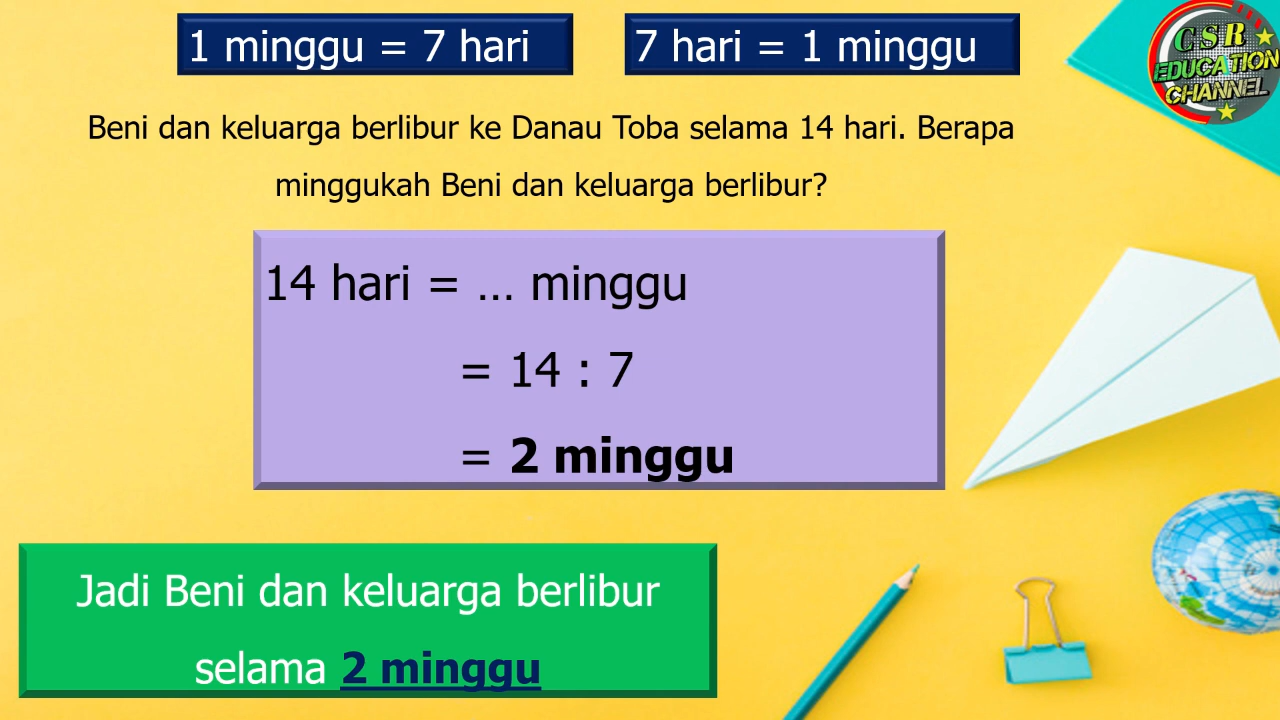 1 minggu = 7 hari
7 hari = 1 minggu
CSR
EDUCATION
CHANNEL
Beni dan keluarga berlibur ke Danau Toba selama 14 hari. Berapa
minggukah Beni dan keluarga berlibur?
14 hari = ... minggu
= 14 : 7
= 2 minggu
Jadi Beni dan keluarga berlibur
selama 2 minggu